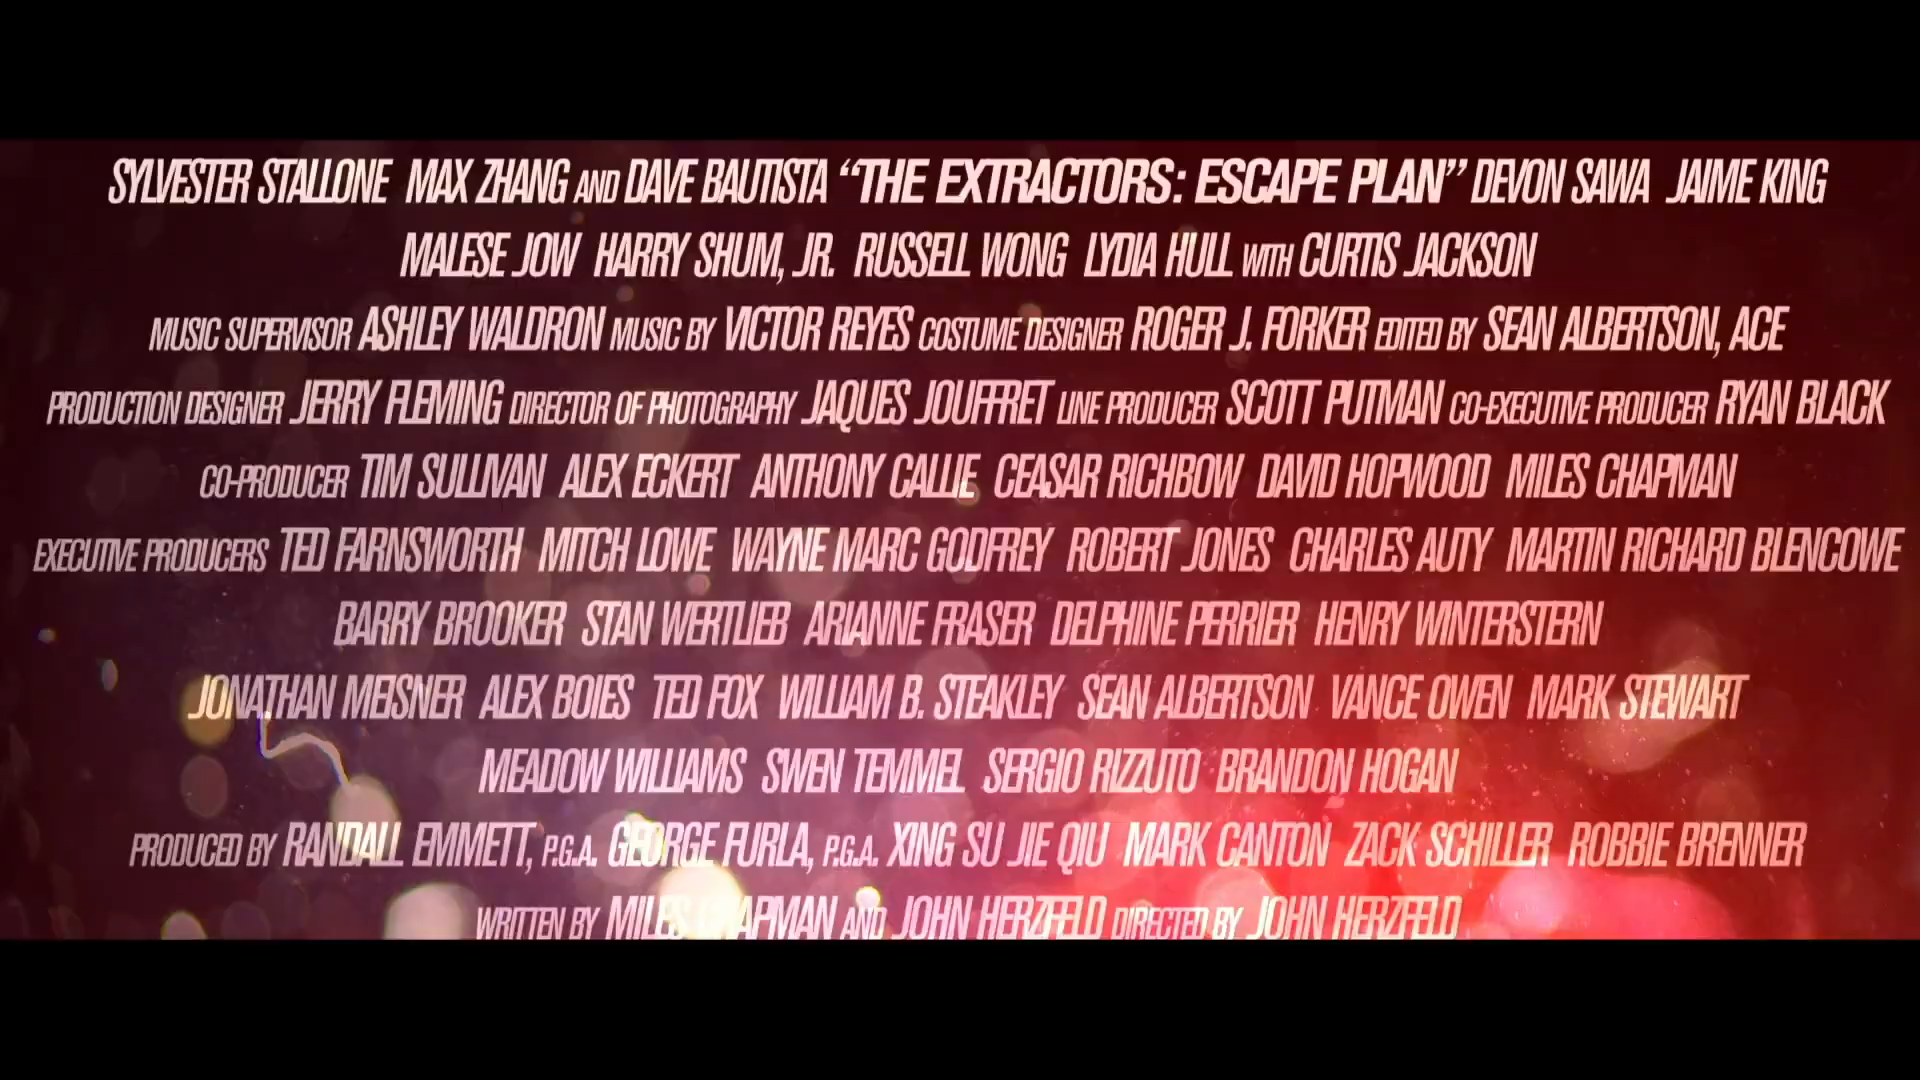 SYLVESTER STALLONE MAX ZHANG AND DAVE BAUTISTA “THE EXTRACTORS: ESCAPE PLAN” DEVON SAWA JAIME KING
MALESE JOW HARRY SHUM, JR. RUSSELL WONG LYDIA HULL WITH CURTIS JACKSON
MUSIC SUPERVISOR ASHLEY WALDRON MUSIC BY VICTOR REYES COSTUME DESIGNER ROGER J. FORKER EDITED BY SEAN ALBERTSON, ACE
PRODUCTION DESIGNER JERRY FLEMING DIRECTOR OF PHOTOGRAPHY JAQUES JOUFFRET LINE PRODUCER SCOTT PUTMAN CO-EXECUTIVE PRODUCER RYAN BLACK
CO-PRODUCER TIM SULLIVAN ALEX ECKERT ANTHONY CALLIE CEASAR RICHBOW DAVID HOPWOOD MILES CHAPMAN
EXECUTIVE PRODUCERS TED FARNSWORTH MITCH LOWE WAYNE MARC GODFREY ROBERT JONES CHARLES AUTY MARTIN RICHARD BLENCOWE
BARRY BROOKER STAN WERTLIEB ARIANNE FRASER DELPHINE PERRIER HENRY WINTERSTERN
JONATHAN MEISNER ALEX BOIES TED FOX WILLIAM B. STEAKLEY SEAN ALBERTSON VANCE OWEN MARK STEWART
MEADOW WILLIAMS SWEN TEMMEL SERGIO RIZZUTO BRANDON HOGAN
PRODUCED BY RANDALL EMMETT, P.G.A. GEORGE FURLA, P.G.A. XING SU JIE QIU MARK CANTON ZACK SCHILLER ROBBIE BRENNER
WRITTEN BY MILES CHAPMAN AND JOHN HERZFELD DIRECTED BY JOHN HERZFELD